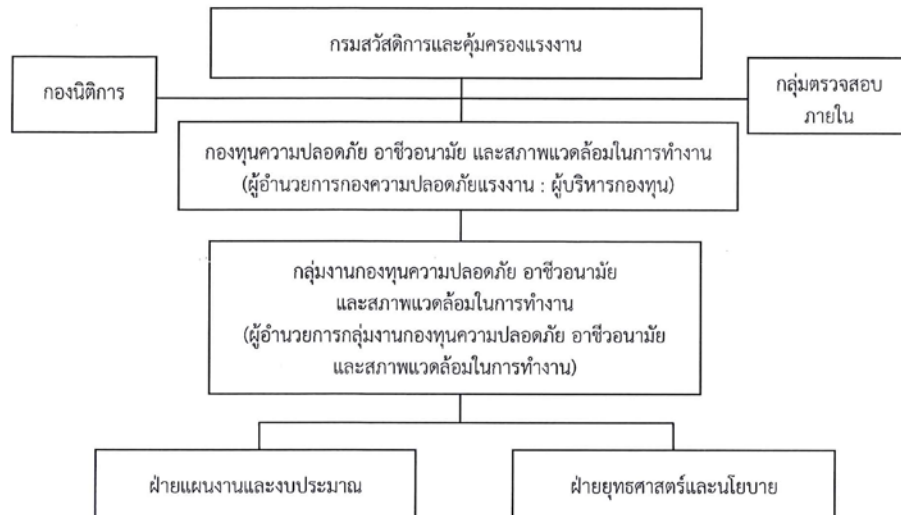 กรมสวัสดิการและคุ้มครองแรงงาน
กองนิติการ
กลุ่มตรวจสอบ
ภายใน
กองทุนความปลอดภัย อาชีวอนามัย และสภาพแวดล้อมในการทำงาน
(ผู้อำนวยการกองความปลอดภัยแรงงาน : ผู้บริหารกองทุน)
กลุ่มงานกองทุนความปลอดภัย อาชีวอนามัย
และสภาพแวดล้อมในการทำงาน
(ผู้อำนวยการกลุ่มงานกองทุนความปลอดภัย อาชีวอนามัย
และสภาพแวดล้อมในการทำงาน)
ฝ่ายแผนงานและงบประมาณ
ฝ่ายยุทธศาสตร์และนโยบาย